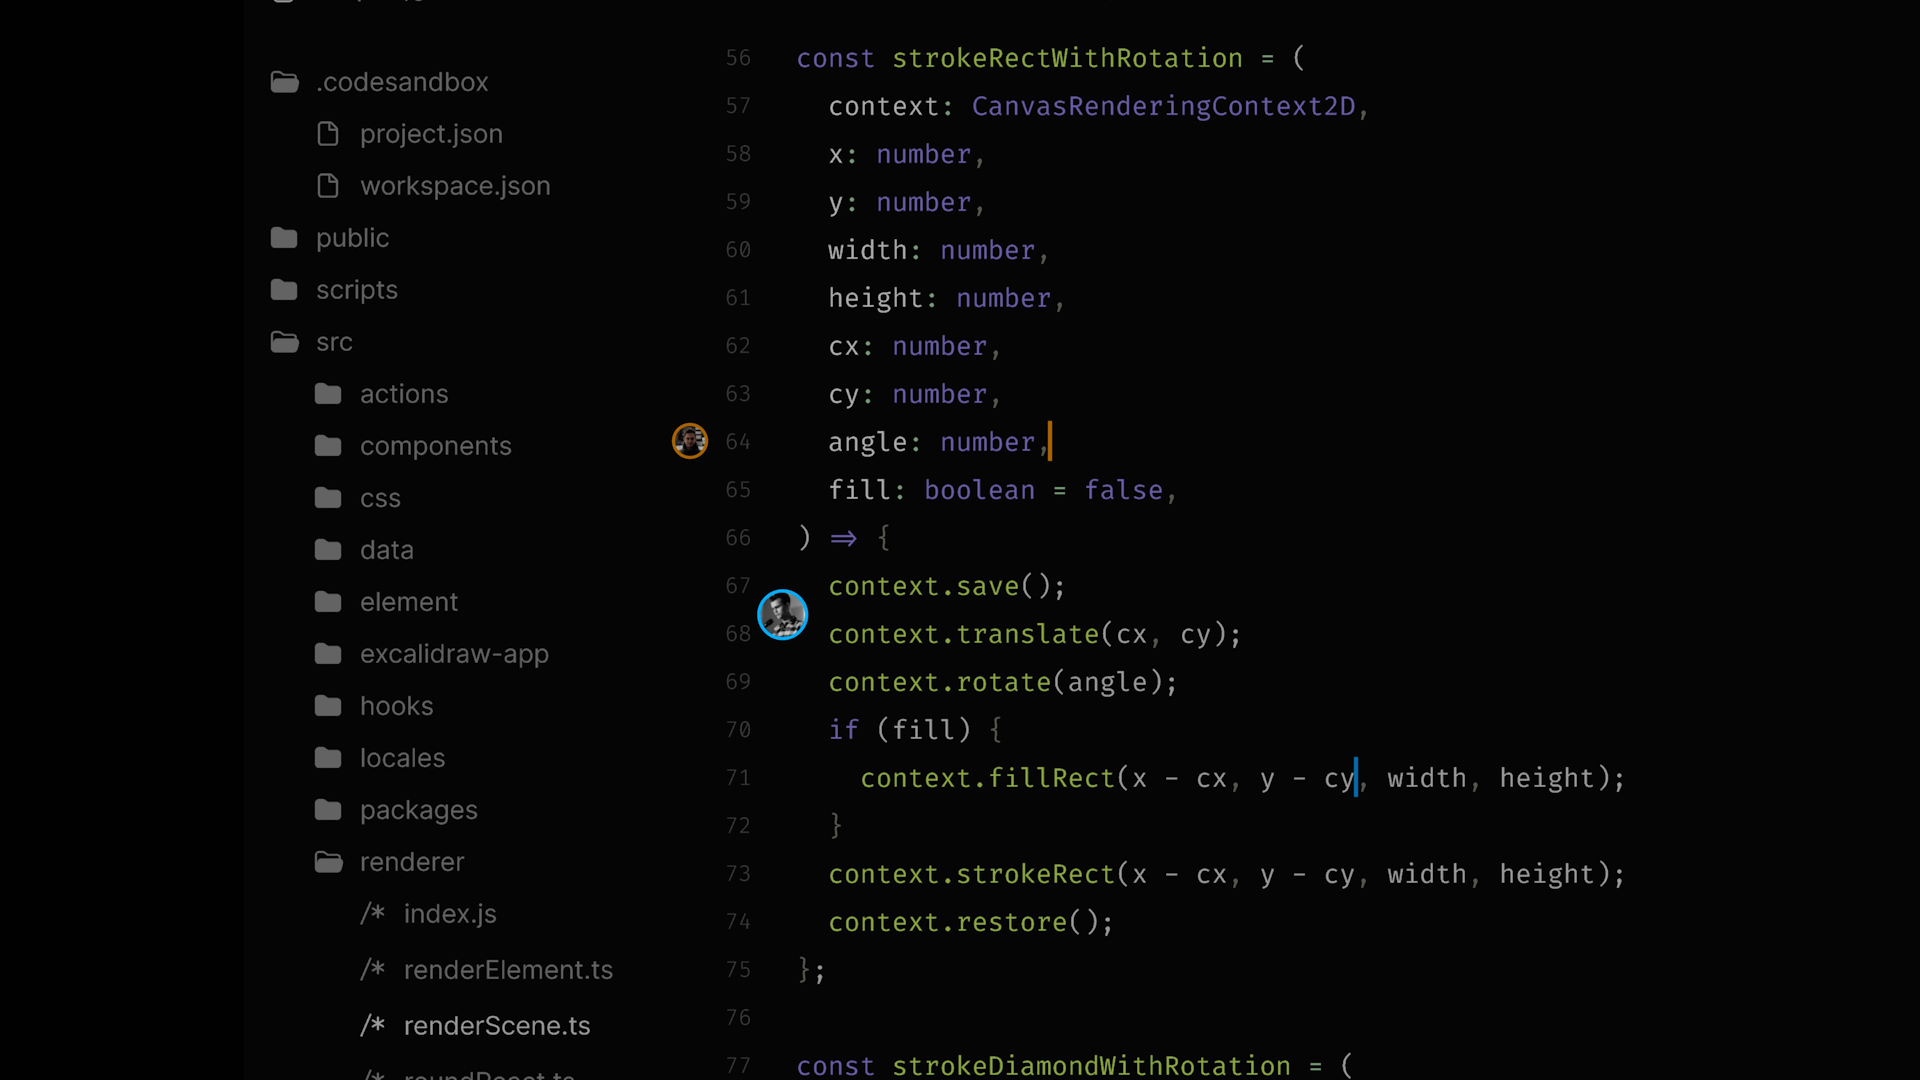 .codesandbox
project.json
workspace.json
public
scripts
src
actions
components
css
data
element
excalidraw-app
hooks
locales
packages
renderer
/* index.js
/* renderElement.ts
/* renderScene.ts
56 const strokeRectWithRotation = (
57 context: CanvasRenderingContext2D,
58 x: number,
59 y: number,
60 width: number,
61 height: number,
62 cx: number,
63 cy: number,
64 angle: number,
65 fill: boolean = false,
66 ) => {
67 context.save();
68 context.translate(cx, cy);
69 context.rotate(angle);
70 if (fill) {
71 context.fillRect(x - cx, y - cy, width, height);
72 }
73 context.strokeRect(x - cx, y - cy, width, height);
74 context.restore();
75 };
76
77 const strokeDiamondWithRotation = (